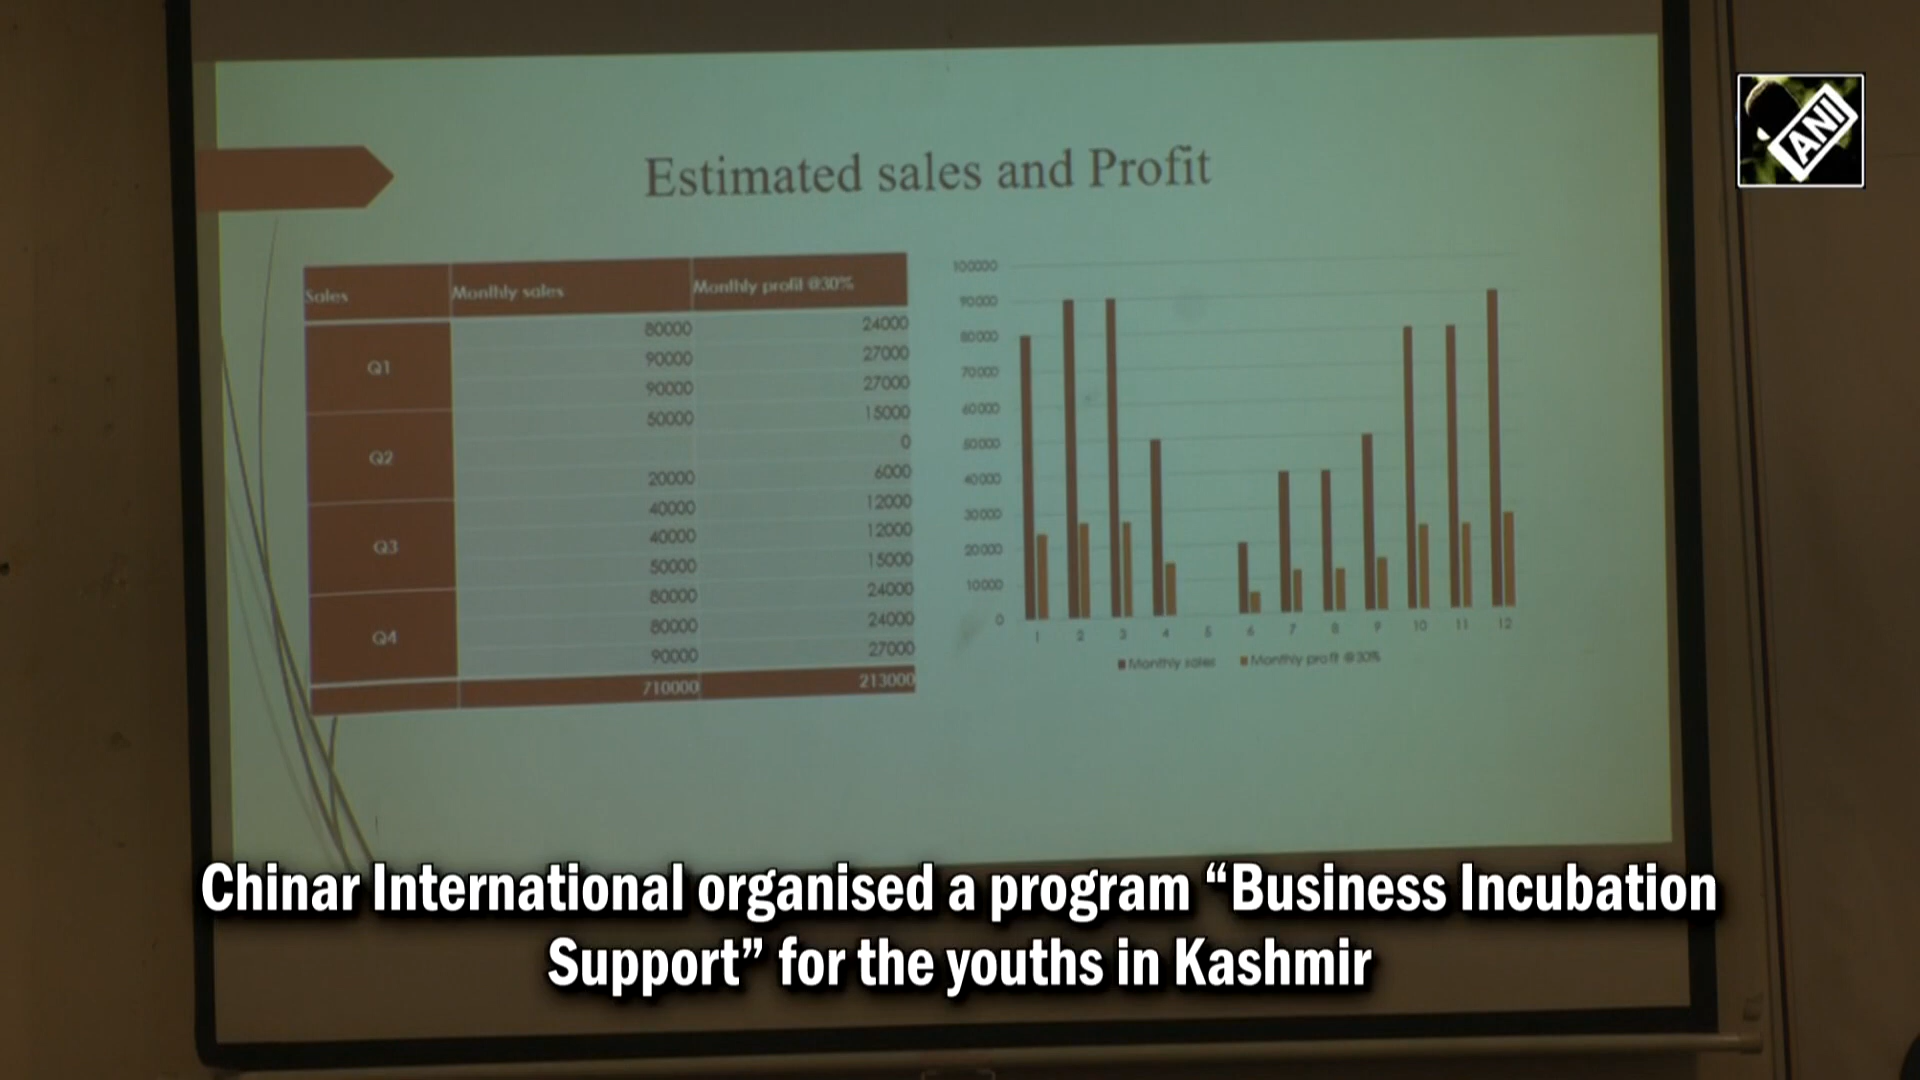 ANI
Estimated sales and Profit
Sales Monthly sales Monthly profit @30%
Q1
80000 24000
90000 27000
90000 27000
Q2
50000 15000
0
20000 6000
Q3
40000 12000
40000 12000
50000 15000
Q4
80000 24000
80000 24000
90000 27000
710000 213000
100000
90000
80000
70000
60000
50000
40000
30000
20000
10000
0
1 2 3 4 5 6 7 8 9 10 11 12
Monthly sales Monthly profit @30%
Chinar International organised a program “Business Incubation
Support” for the youths in Kashmir